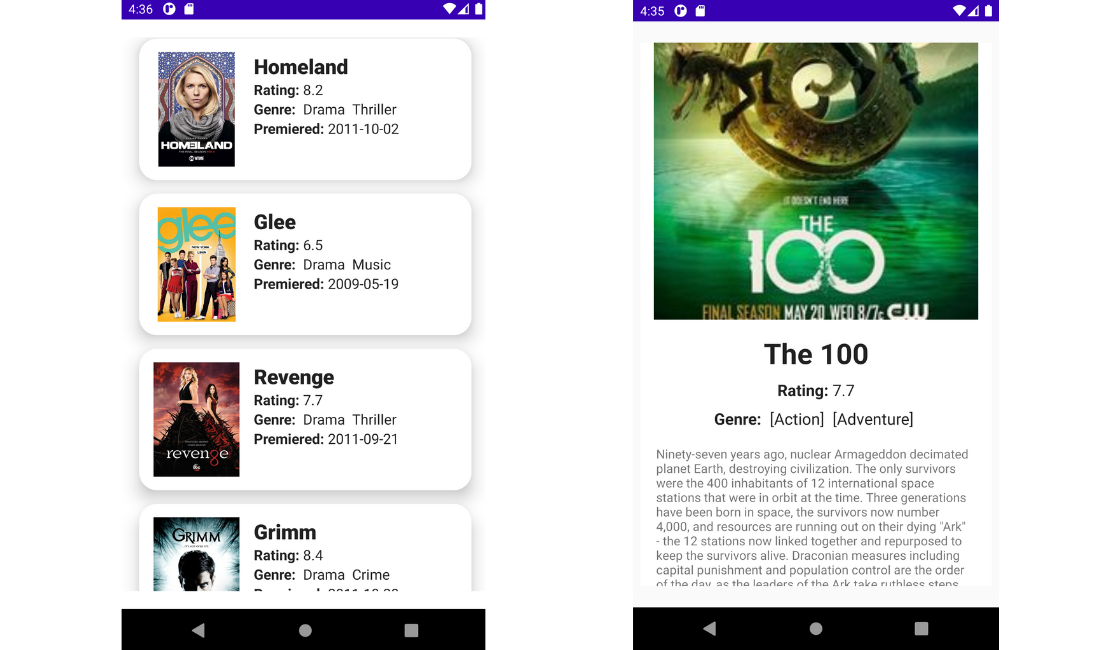 4:36
Homeland
Rating: 8.2
Genre: Drama Thriller
Premiered: 2011-10-02
HOMELAND
SHOWTIME
glee
Glee
Rating: 6.5
Genre: Drama Music
Premiered: 2009-05-19
Revenge
Rating: 7.7
Genre: Drama Thriller
Premiered: 2011-09-21
revenge
abc
GRIMM
Grimm
Rating: 8.4
Genre: Drama Crime
4:35
IT DOESN'T END HERE
THE
100
FINAL SEASON MAY 20 WED 8/7c CW
The 100
Rating: 7.7
Genre: [Action] [Adventure]
Ninety-seven years ago, nuclear Armageddon decimated
planet Earth, destroying civilization. The only survivors
were the 400 inhabitants of 12 international space
stations that were in orbit at the time. Three generations
have been born in space, the survivors now number
4,000, and resources are running out on their dying "Ark"
- the 12 stations now linked together and repurposed to
keep the survivors alive. Draconian measures including
capital punishment and population control are the order
of the day, as the leaders of the Ark take ruthless steps